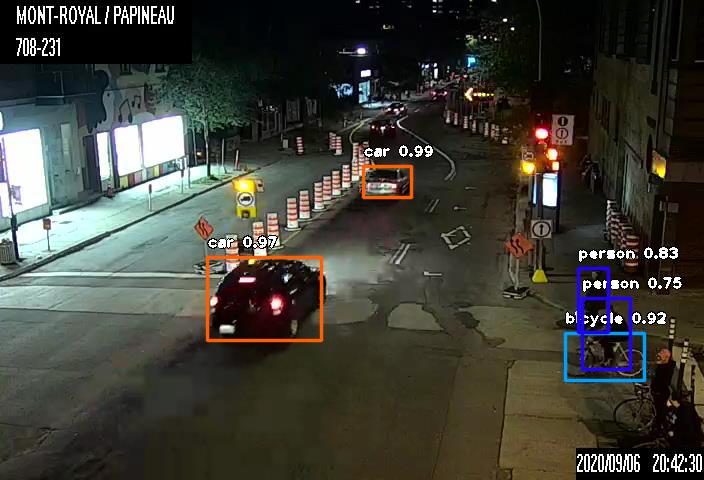 MONT-ROYAL / PAPINEAU
708-231
car 0.99
car 0.97
person 0.83
person 0.75
bicycle 0.92
2020/09/06 20:42:30